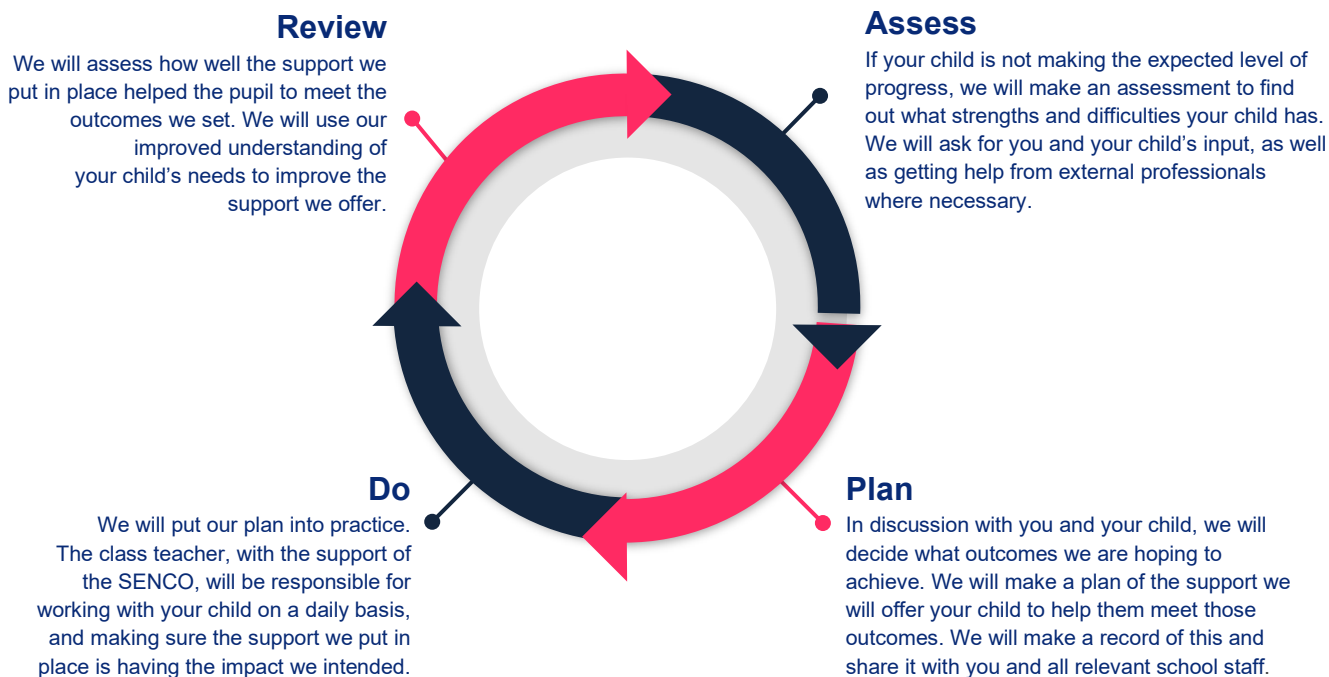 Review
We will assess how well the support we
put in place helped the pupil to meet the
outcomes we set. We will use our
improved understanding of
your child’s needs to improve the
support we offer.
Assess
If your child is not making the expected level of
progress, we will make an assessment to find
out what strengths and difficulties your child has.
We will ask for you and your child’s input, as well
as getting help from external professionals
where necessary.
Do
We will put our plan into practice.
The class teacher, with the support of
the SENCO, will be responsible for
working with your child on a daily basis,
and making sure the support we put in
place is having the impact we intended.
Plan
In discussion with you and your child, we will
decide what outcomes we are hoping to
achieve. We will make a plan of the support we
will offer your child to help them meet those
outcomes. We will make a record of this and
share it with you and all relevant school staff.